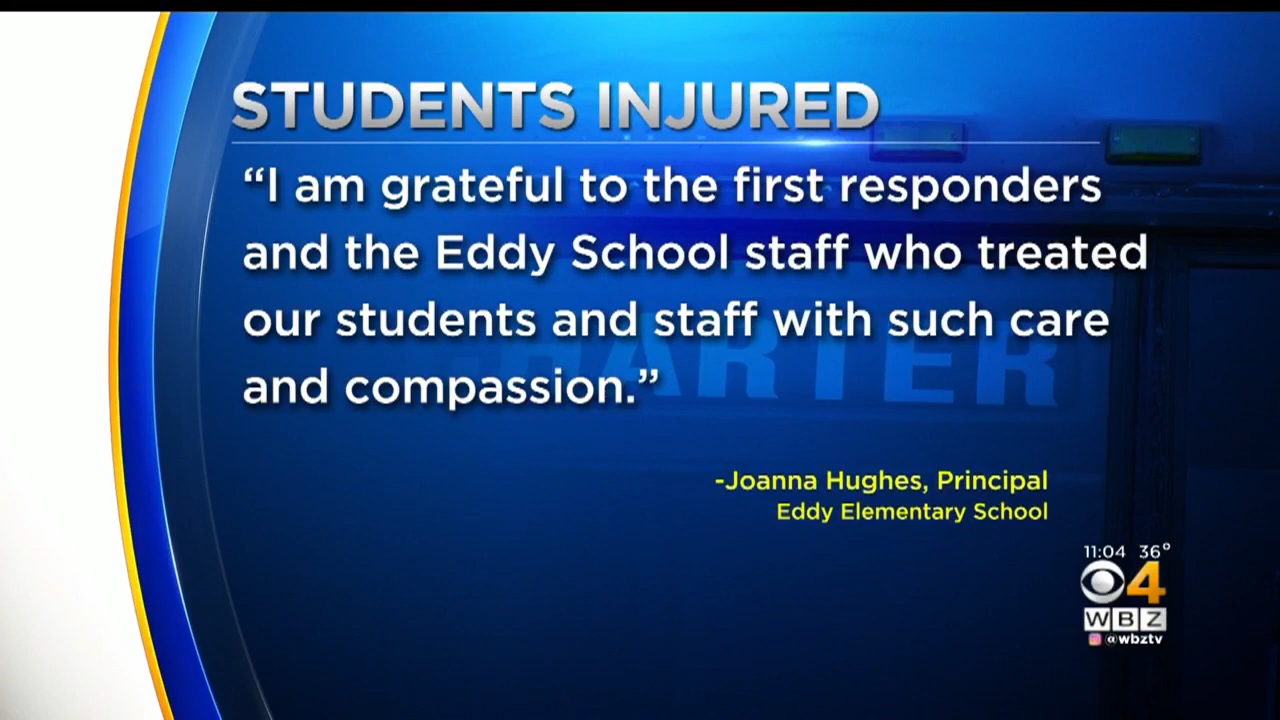 STUDENTS INJURED
“I am grateful to the first responders
and the Eddy School staff who treated
our students and staff with such care
and compassion.”
CHARTER
-Joanna Hughes, Principal
Eddy Elementary School
11:04 36°
4
WBZ
@wbztv